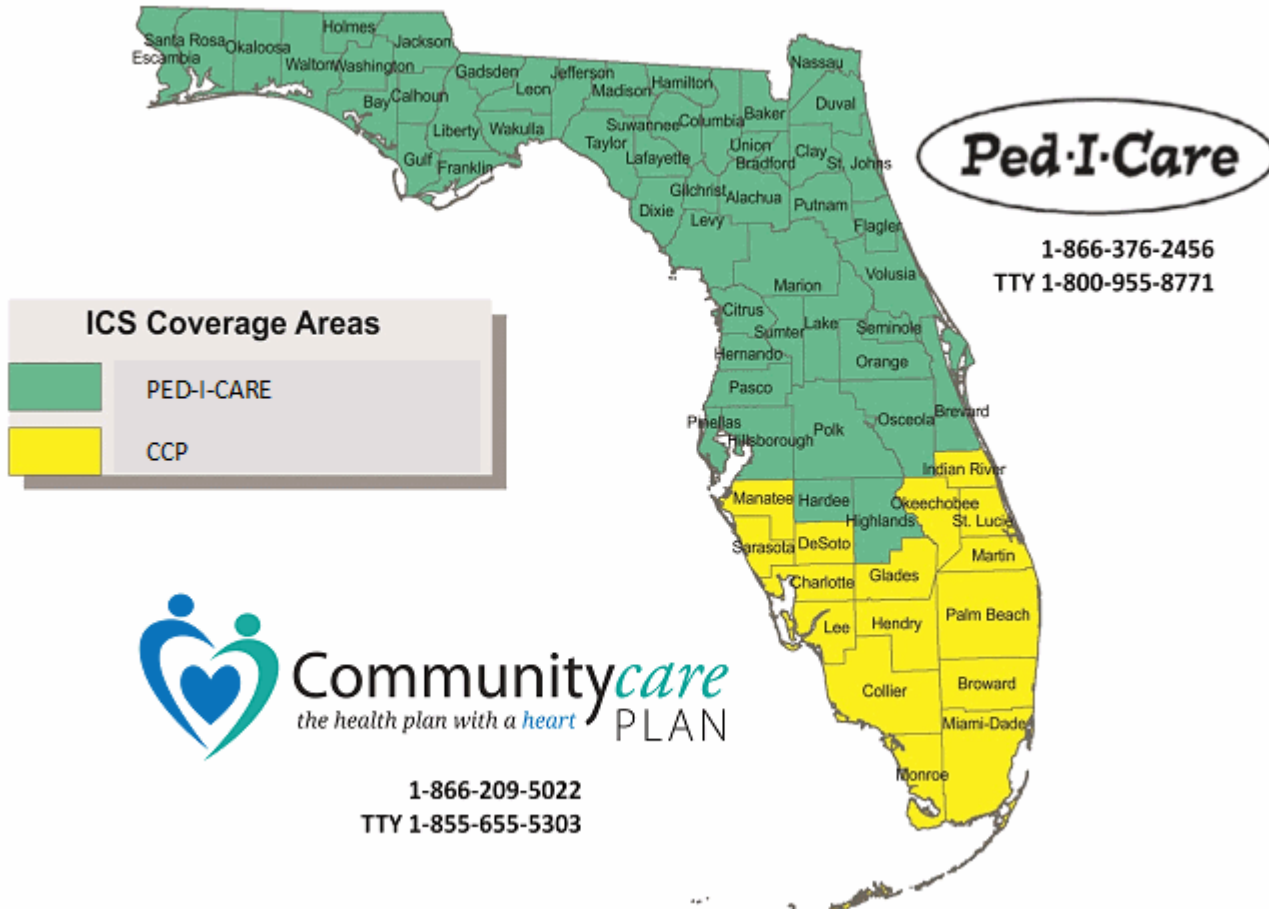 Holmes
Santa Rosa
Okaloosa
Jackson
Escambia
Walton
Washington
Nassau
Gadsden
Jefferson
Hamilton
Leon
Madison
Bay
Calhoun
Baker
Duval
Suwannee
Columbia
Liberty
Wakulla
Taylor
Union
Lafayette
Bradford
Clay
St. Johns
Gulf
Franklin
Gilchrist
Alachua
Putnam
Dixie
Levy
Flagler
Volusia
Marion
Citrus
Sumter
Lake
Seminole
Hernando
Orange
Pasco
Pinellas
Hillsborough
Polk
Osceola
Brevard
Indian River
Manatee
Hardee
Okeechobee
Highlands
St. Lucie
Sarasota
DeSoto
Martin
Charlotte
Glades
Lee
Hendry
Palm Beach
Collier
Broward
Miami-Dade
Monroe
Ped·I·Care
1-866-376-2456
TTY 1-800-955-8771
ICS Coverage Areas
PED-I-CARE
CCP
Communitycare
the health plan with a heart
PLAN
1-866-209-5022
TTY 1-855-655-5303